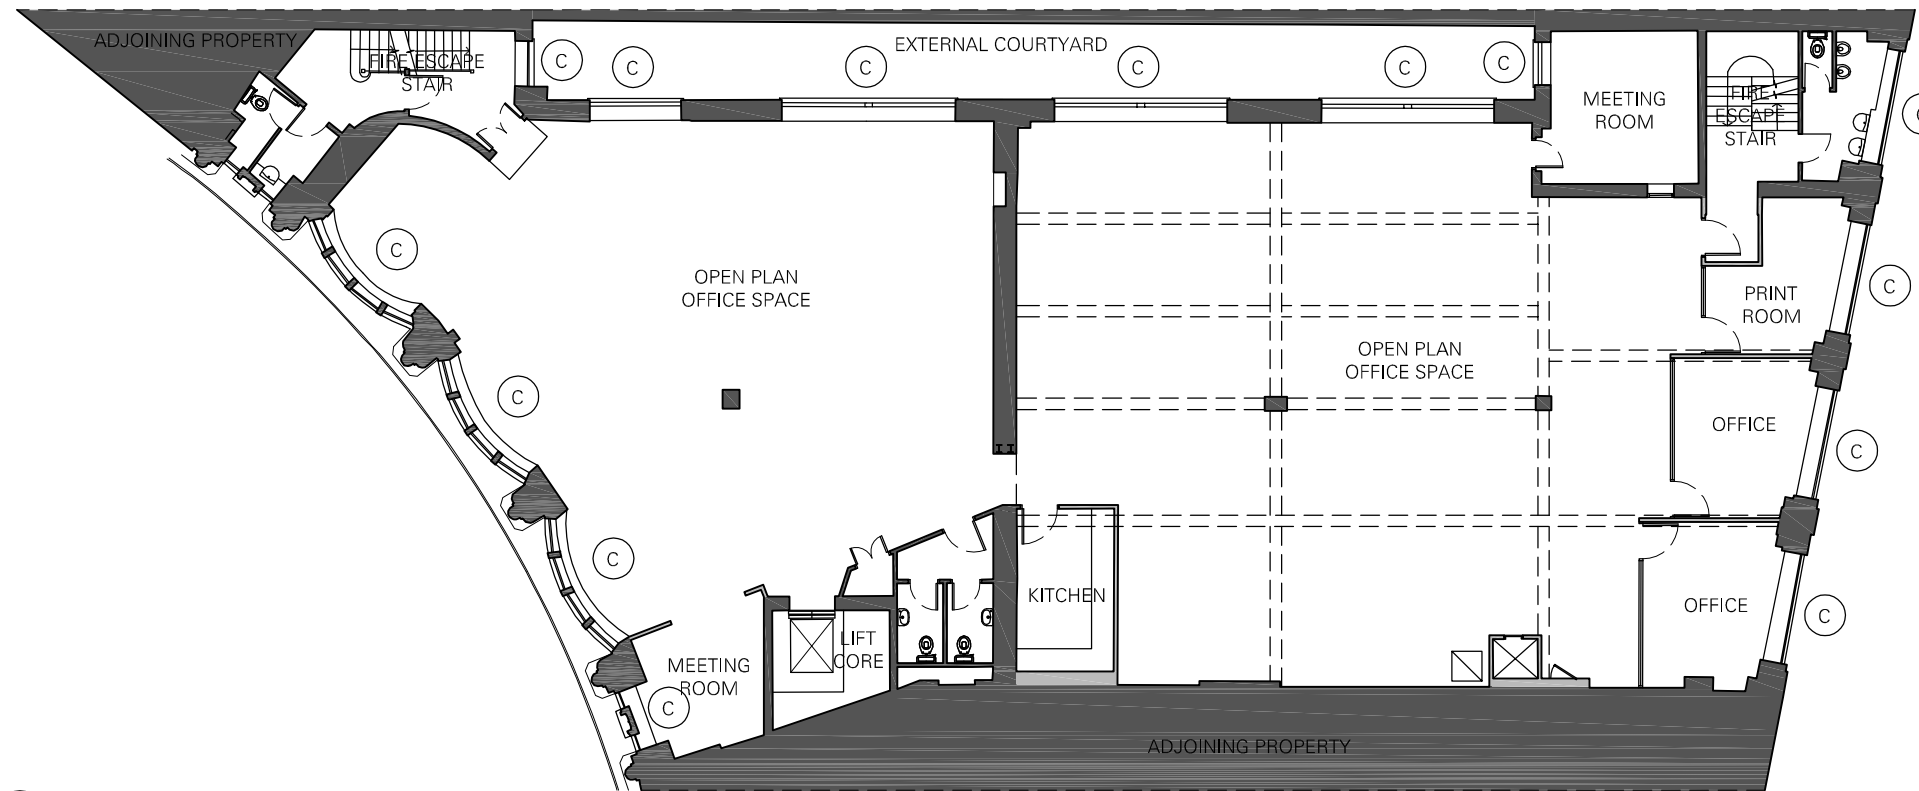 ADJOINING PROPERTY
FIRE ESCAPE
STAIR
C
C
C
EXTERNAL COURTYARD
C
C
C
MEETING
ROOM
FIRE
ESCAPE
STAIR
C
C
OPEN PLAN
OFFICE SPACE
C
PRINT
ROOM
OPEN PLAN
OFFICE SPACE
C
OFFICE
C
C
KITCHEN
OFFICE
C
LIFT
CORE
MEETING
ROOM
C
ADJOINING PROPERTY